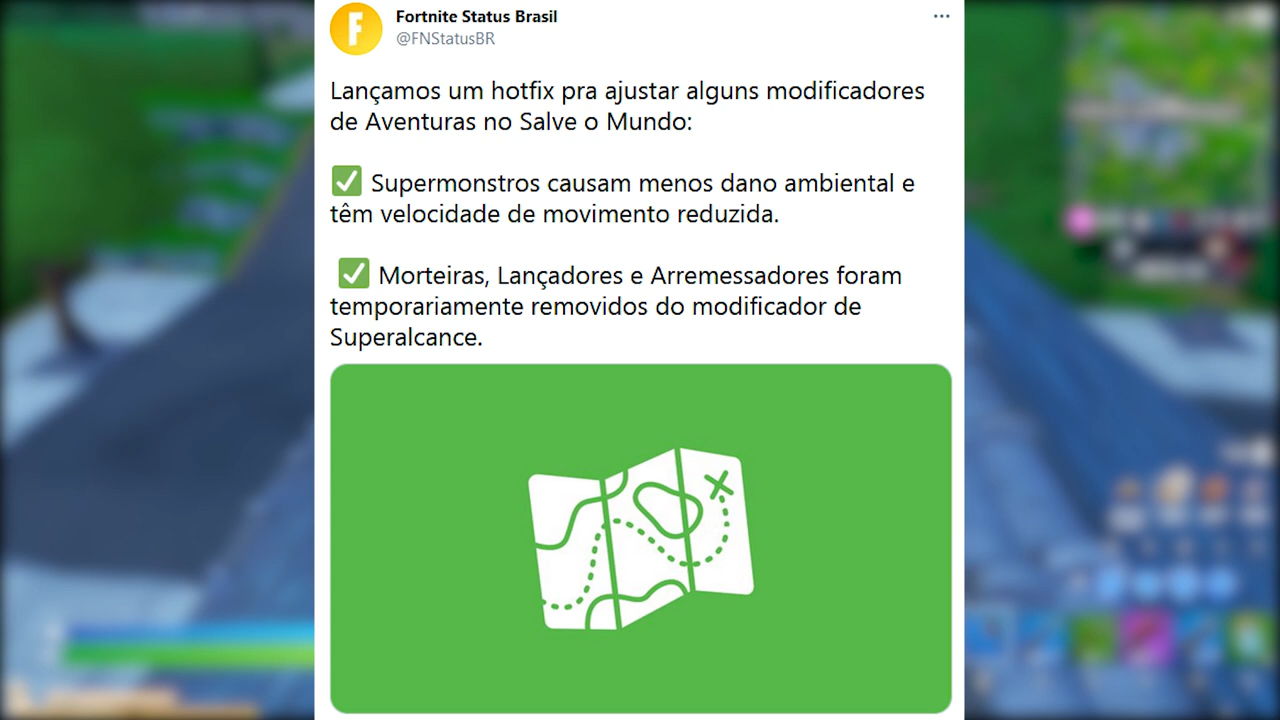 Fortnite Status Brasil
@FNStatusBR
Lançamos um hotfix pra ajustar alguns modificadores
de Aventuras no Salve o Mundo:
✅ Supermonstros causam menos dano ambiental e
têm velocidade de movimento reduzida.
✅ Morteiras, Lançadores e Arremessadores foram
temporariamente removidos do modificador de
Superalcance.